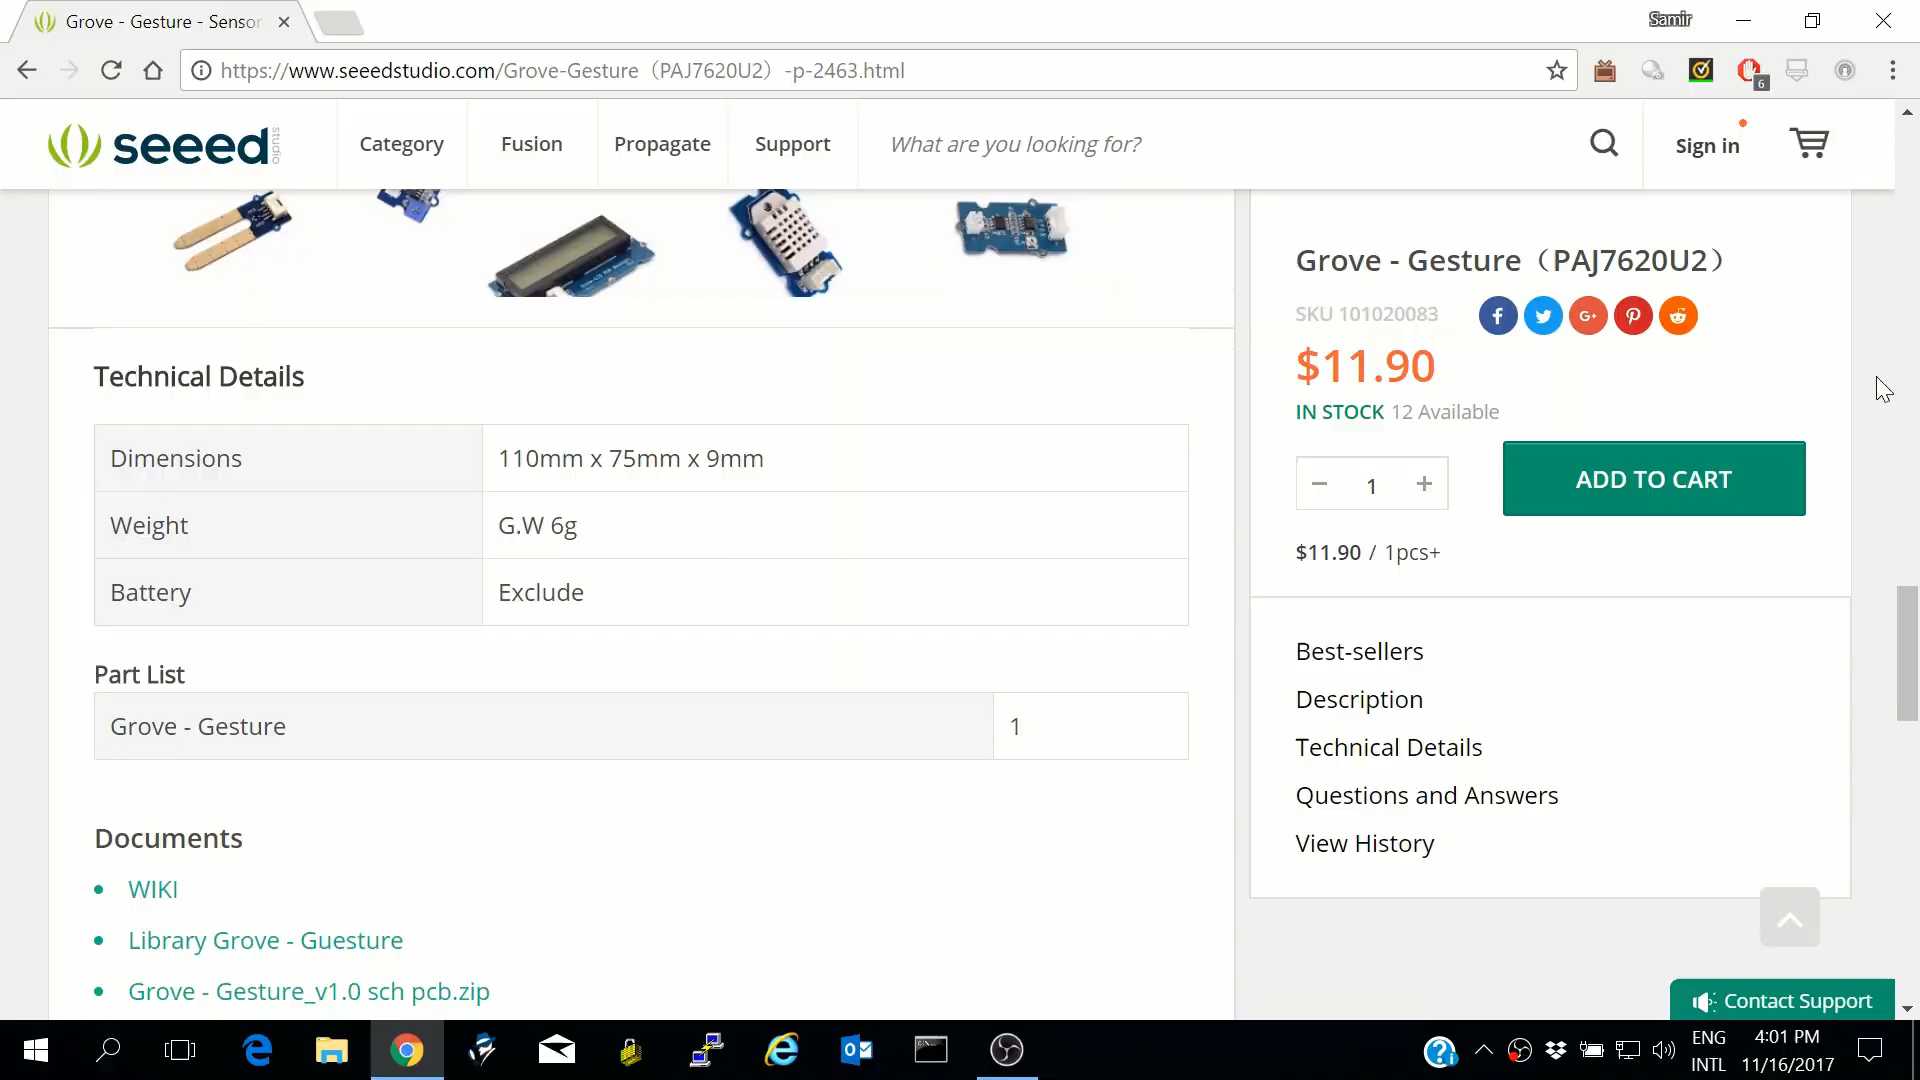 Grove - Gesture - Sensor
Samir
https://www.seeedstudio.com/Grove-Gesture（PAJ7620U2）-p-2463.html
6
seeed studio
Category
Fusion
Propagate
Support
What are you looking for?
Sign in
Grove - Gesture（PAJ7620U2）
SKU 101020083
$11.90
IN STOCK 12 Available
1
ADD TO CART
$11.90 / 1pcs+
Technical Details
Dimensions 110mm x 75mm x 9mm
Weight G.W 6g
Battery Exclude
Part List
Grove - Gesture 1
Documents
WIKI
Library Grove - Guesture
Grove - Gesture_v1.0 sch pcb.zip
Best-sellers
Description
Technical Details
Questions and Answers
View History
Contact Support
ENG
INTL
4:01 PM
11/16/2017